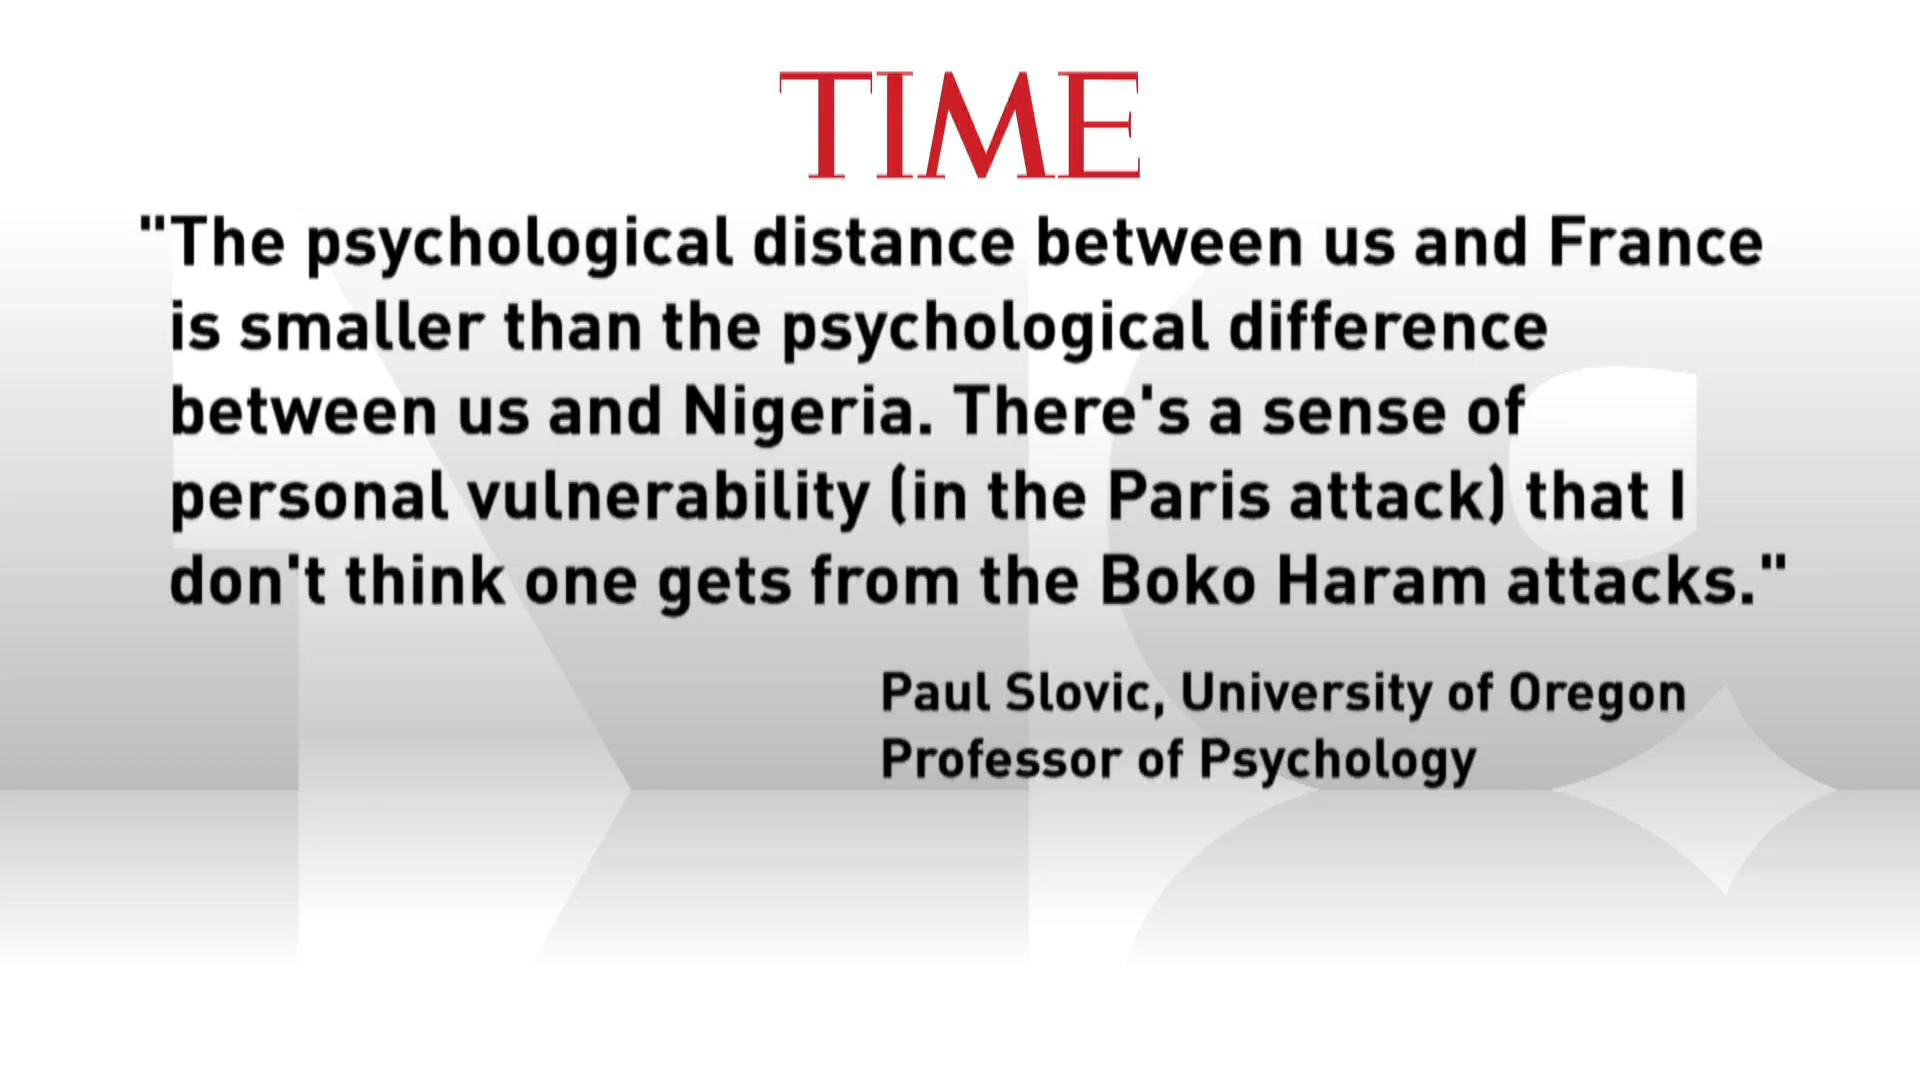 TIME
"The psychological distance between us and France
is smaller than the psychological difference
between us and Nigeria. There's a sense of
personal vulnerability (in the Paris attack) that I
don't think one gets from the Boko Haram attacks."
Paul Slovic, University of Oregon
Professor of Psychology